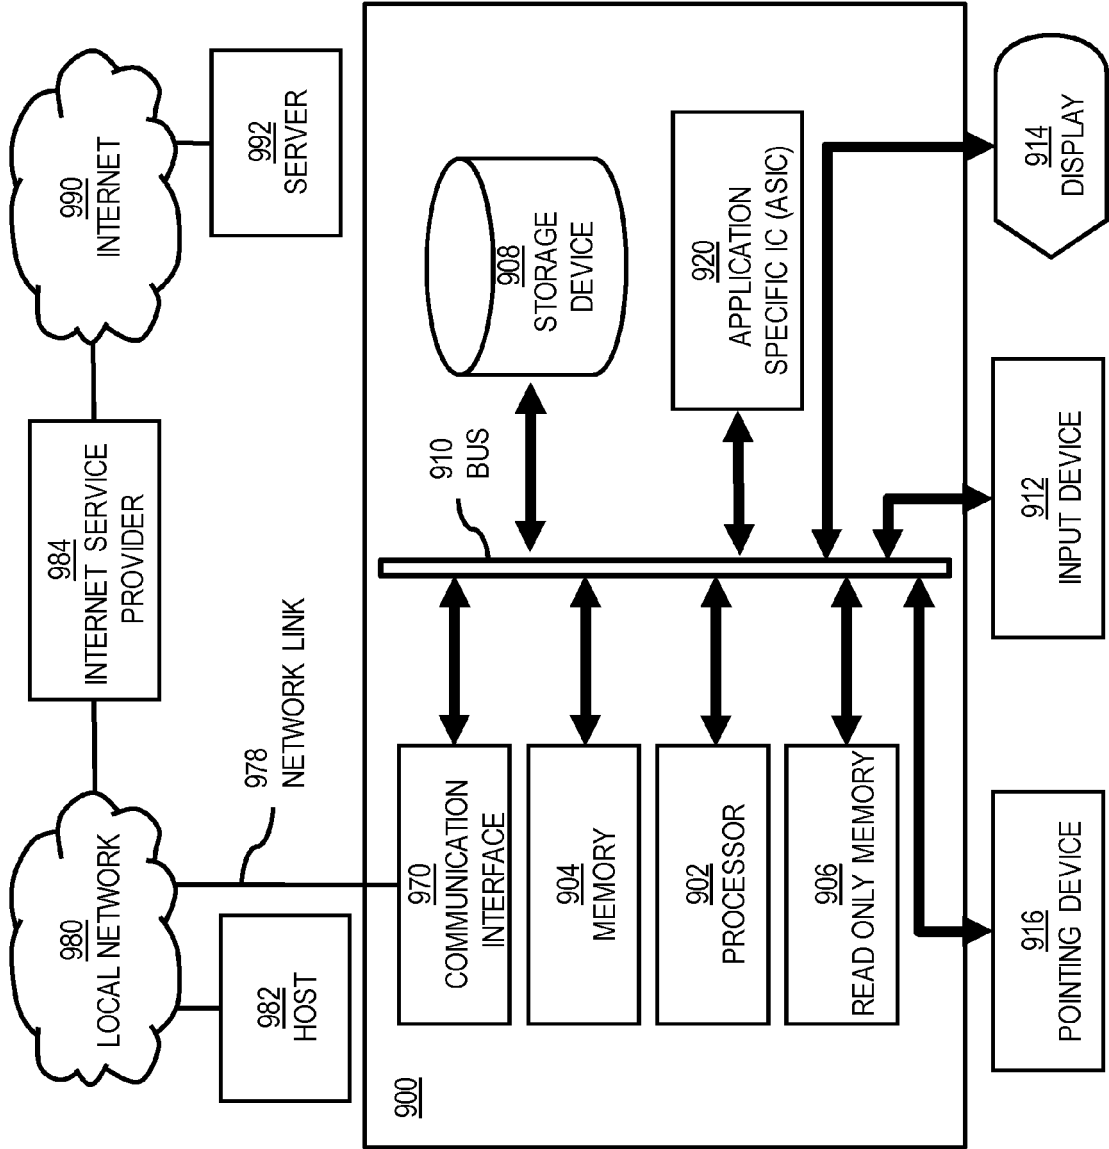 980
LOCAL NETWORK
984
INTERNET SERVICE
PROVIDER
990
INTERNET
982
HOST
978
NETWORK LINK
992
SERVER
900
970
COMMUNICATION
INTERFACE
904
MEMORY
902
PROCESSOR
906
READ ONLY MEMORY
910
BUS
908
STORAGE
DEVICE
920
APPLICATION
SPECIFIC IC (ASIC)
916
POINTING DEVICE
912
INPUT DEVICE
914
DISPLAY